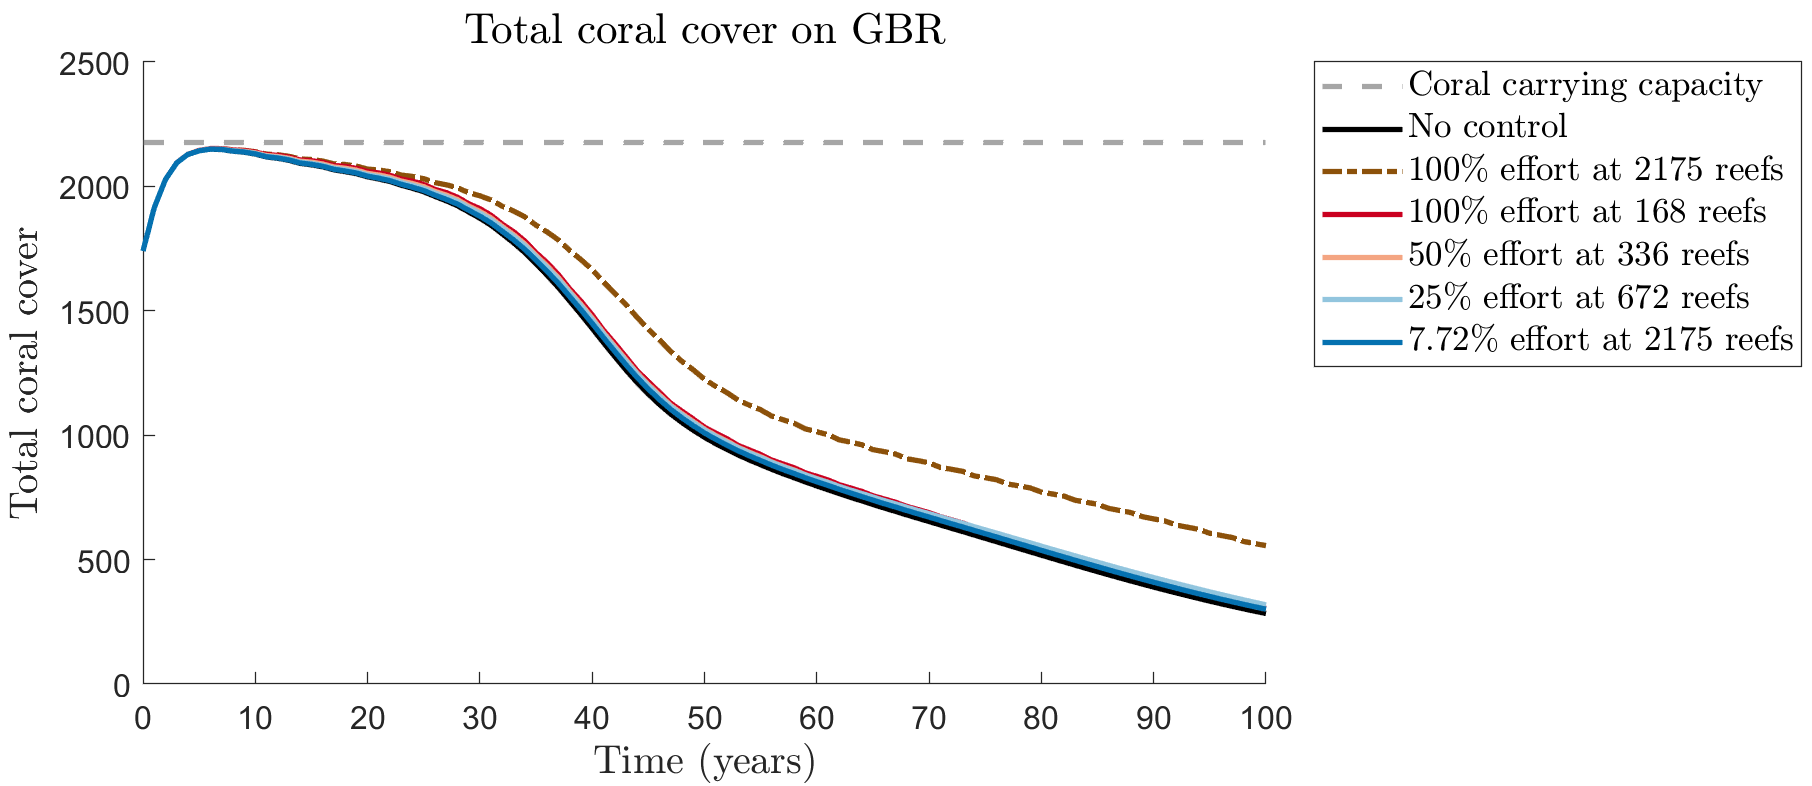 Total coral cover on GBR
2500
2000
1500
1000
500
0
Total coral cover
0 10 20 30 40 50 60 70 80 90 100
Time (years)
Coral carrying capacity
No control
100% effort at 2175 reefs
100% effort at 168 reefs
50% effort at 336 reefs
25% effort at 672 reefs
7.72% effort at 2175 reefs